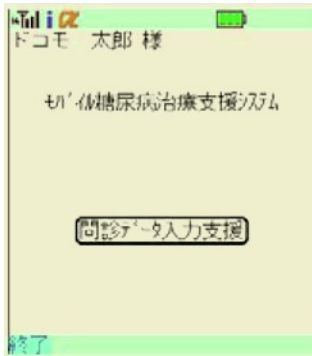 i α
ドコモ 太郎 様
ﾓﾊﾞｲﾙ糖尿病治療支援ｼｽﾃﾑ
問診ﾃﾞｰﾀ入力支援
終了